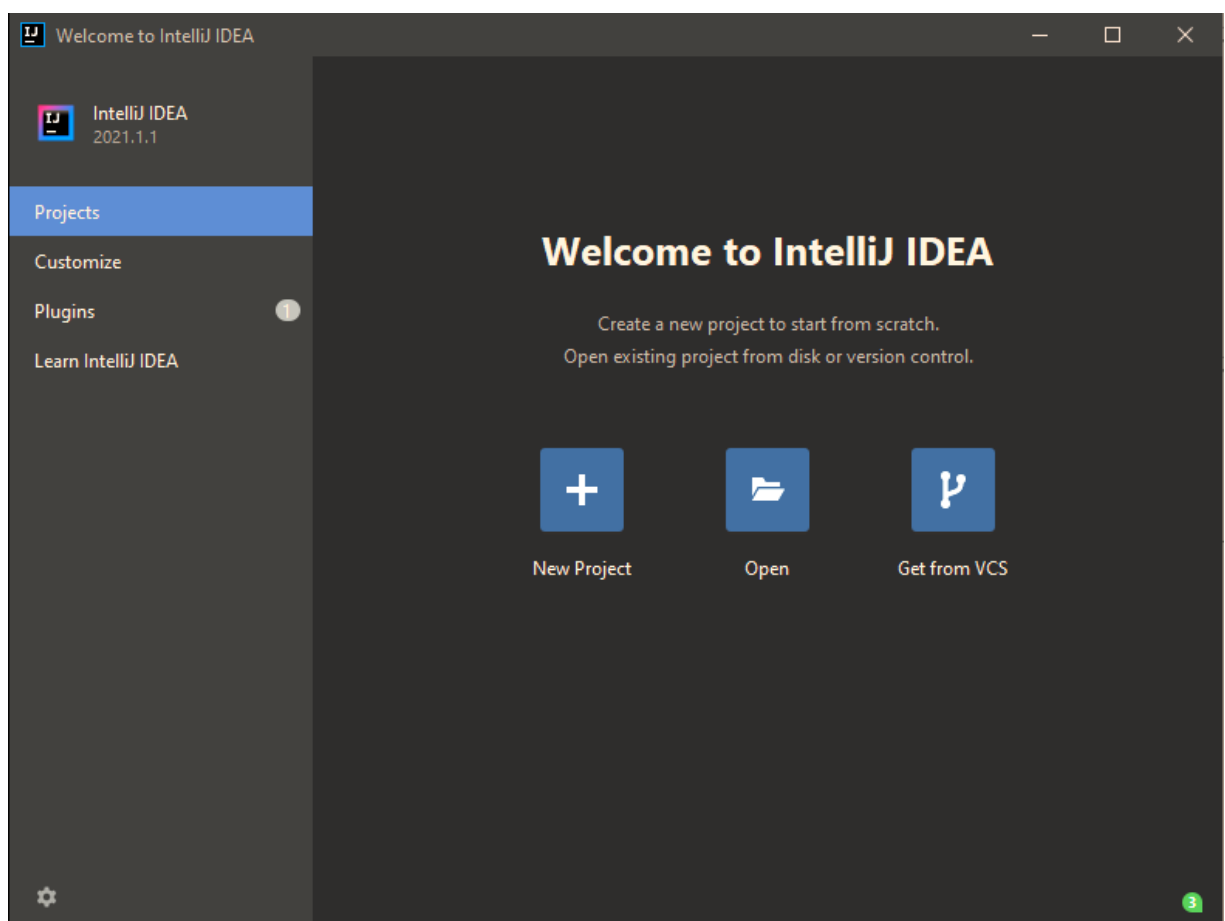 IJ Welcome to IntelliJ IDEA
IJ IntelliJ IDEA
2021.1.1
Projects
Customize
Plugins 1
Learn IntelliJ IDEA
Welcome to IntelliJ IDEA
Create a new project to start from scratch.
Open existing project from disk or version control.
New Project Open Get from VCS
3